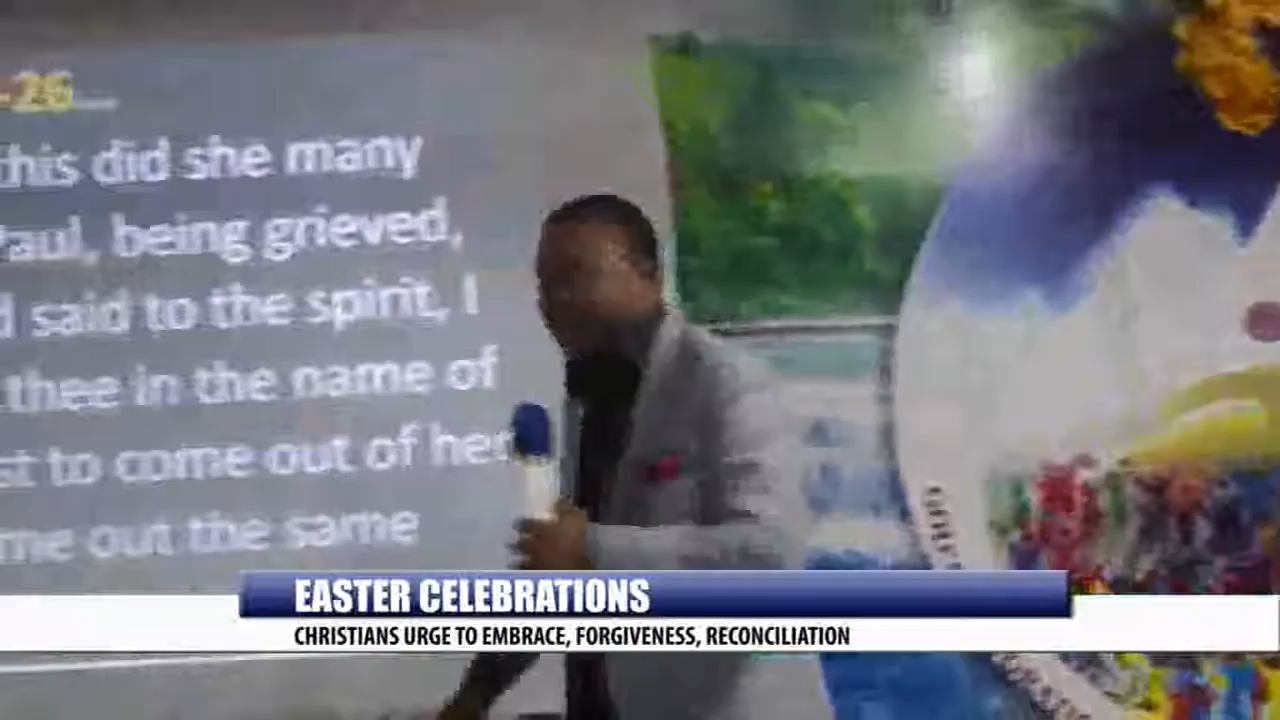 -26
this did she many
Paul, being grieved,
said to the spirit, I
thee in the name of
to come out of her
out the same
EASTER CELEBRATIONS
CHRISTIANS URGE TO EMBRACE, FORGIVENESS, RECONCILIATION